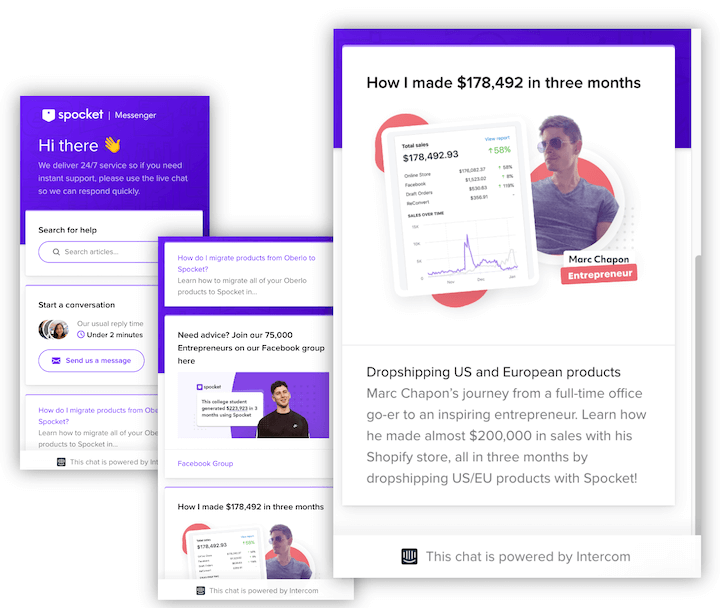 spocket | Messenger
Hi there 👋
We deliver 24/7 service so if you need
instant support, please use the live chat
so we can respond quickly.
Search for help
Search articles...
Start a conversation
Our usual reply time
Under 2 minutes
Send us a message
How do I migrate products from Obe
Spocket?
Learn how to migrate all of your Oberlo
products to Spocket in...
This chat is powered by Interc
How do I migrate products from Oberlo to
Spocket?
Learn how to migrate all of your Oberlo
products to Spocket in...
Need advice? Join our 75,000
Entrepreneurs on our Facebook group
here
spocket
This college student
generated $223,923 in 3
months using Spocket
Facebook Group
How I made $178,492 in three months
Total sales
$178,492.93
58%
This chat is powered by Intercom
How I made $178,492 in three months
Total sales
View report
$178,492.93
58%
Online Store $176,082.37 58%
Facebook $1,523.02 8%
Draft Orders $530.63 119%
ReConvert $356.91 -
SALES OVER TIME
15K
10K
5K
0
Nov Dec Jan
Marc Chapon
Entrepreneur
Dropshipping US and European products
Marc Chapon's journey from a full-time office
go-er to an inspiring entrepreneur. Learn how
he made almost $200,000 in sales with his
Shopify store, all in three months by
dropshipping US/EU products with Spocket!
This chat is powered by Intercom